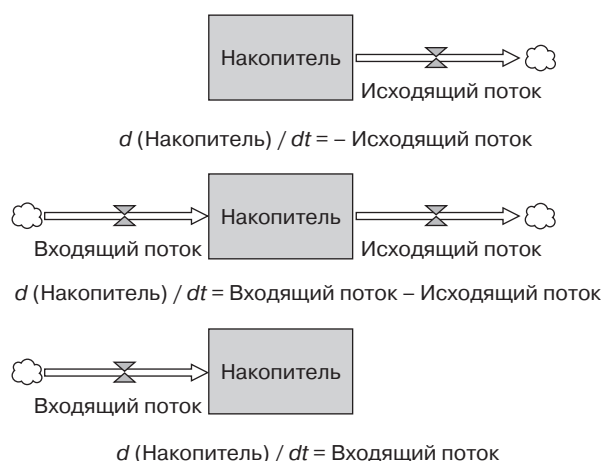 Накопитель
Исходящий поток
d (Накопитель) / dt = – Исходящий поток
Накопитель
Входящий поток Исходящий поток
d (Накопитель) / dt = Входящий поток – Исходящий поток
Накопитель
Входящий поток
d (Накопитель) / dt = Входящий поток